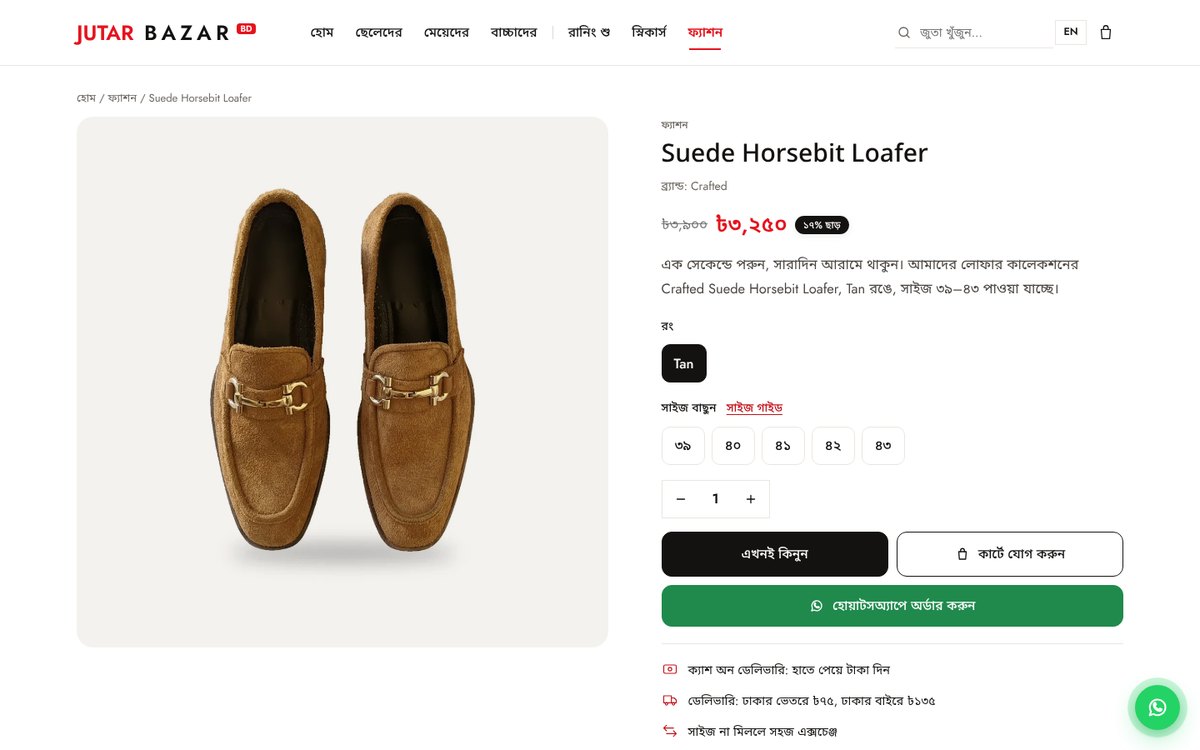 JUTAR BAZAR BD
হোম ছেলেদের মেয়েদের বাচ্চাদের রানিং শু স্নিকার্স ফ্যাশন
জুতা খুঁজুন...
EN
হোম / ফ্যাশন / Suede Horsebit Loafer
ফ্যাশন
Suede Horsebit Loafer
ব্র্যান্ড: Crafted
৳৩,৯০০ ৳৩,২৫০ ১৭% ছাড়
এক সেকেন্ডে পরুন, সারাদিন আরামে থাকুন। আমাদের লোফার কালেকশনের
Crafted Suede Horsebit Loafer, Tan রঙে, সাইজ ৩৯–৪৩ পাওয়া যাচ্ছে।
রং
Tan
সাইজ বাছুন সাইজ গাইড
৩৯ ৪০ ৪১ ৪২ ৪৩
− 1 +
এখনই কিনুন
কার্টে যোগ করুন
হোয়াটসঅ্যাপে অর্ডার করুন
ক্যাশ অন ডেলিভারি: হাতে পেয়ে টাকা দিন
ডেলিভারি: ঢাকার ভেতরে ৳৭৫, ঢাকার বাইরে ৳১৩৫
সাইজ না মিললে সহজ এক্সচেঞ্জ